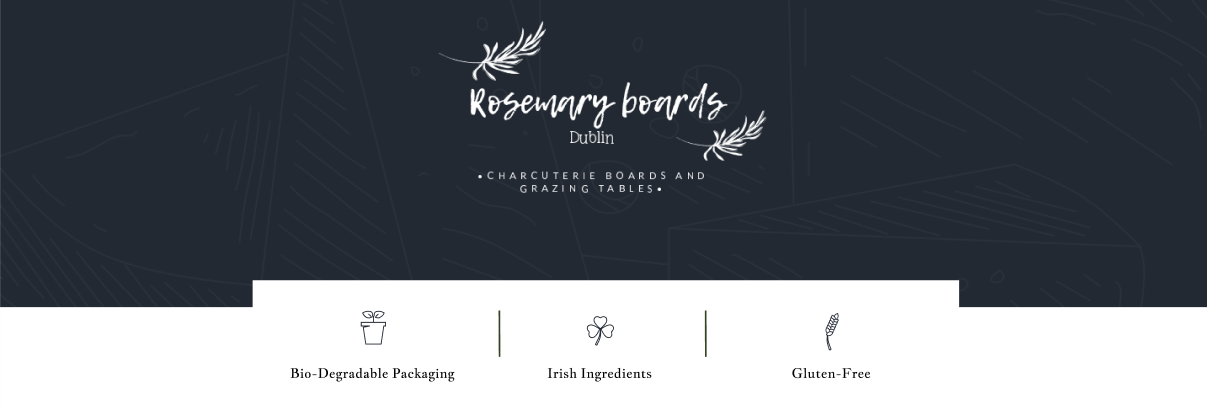 Rosemary boards
Dublin
•CHARCUTERIE BOARDS AND
GRAZING TABLES•
Bio-Degradable Packaging
Irish Ingredients
Gluten-Free